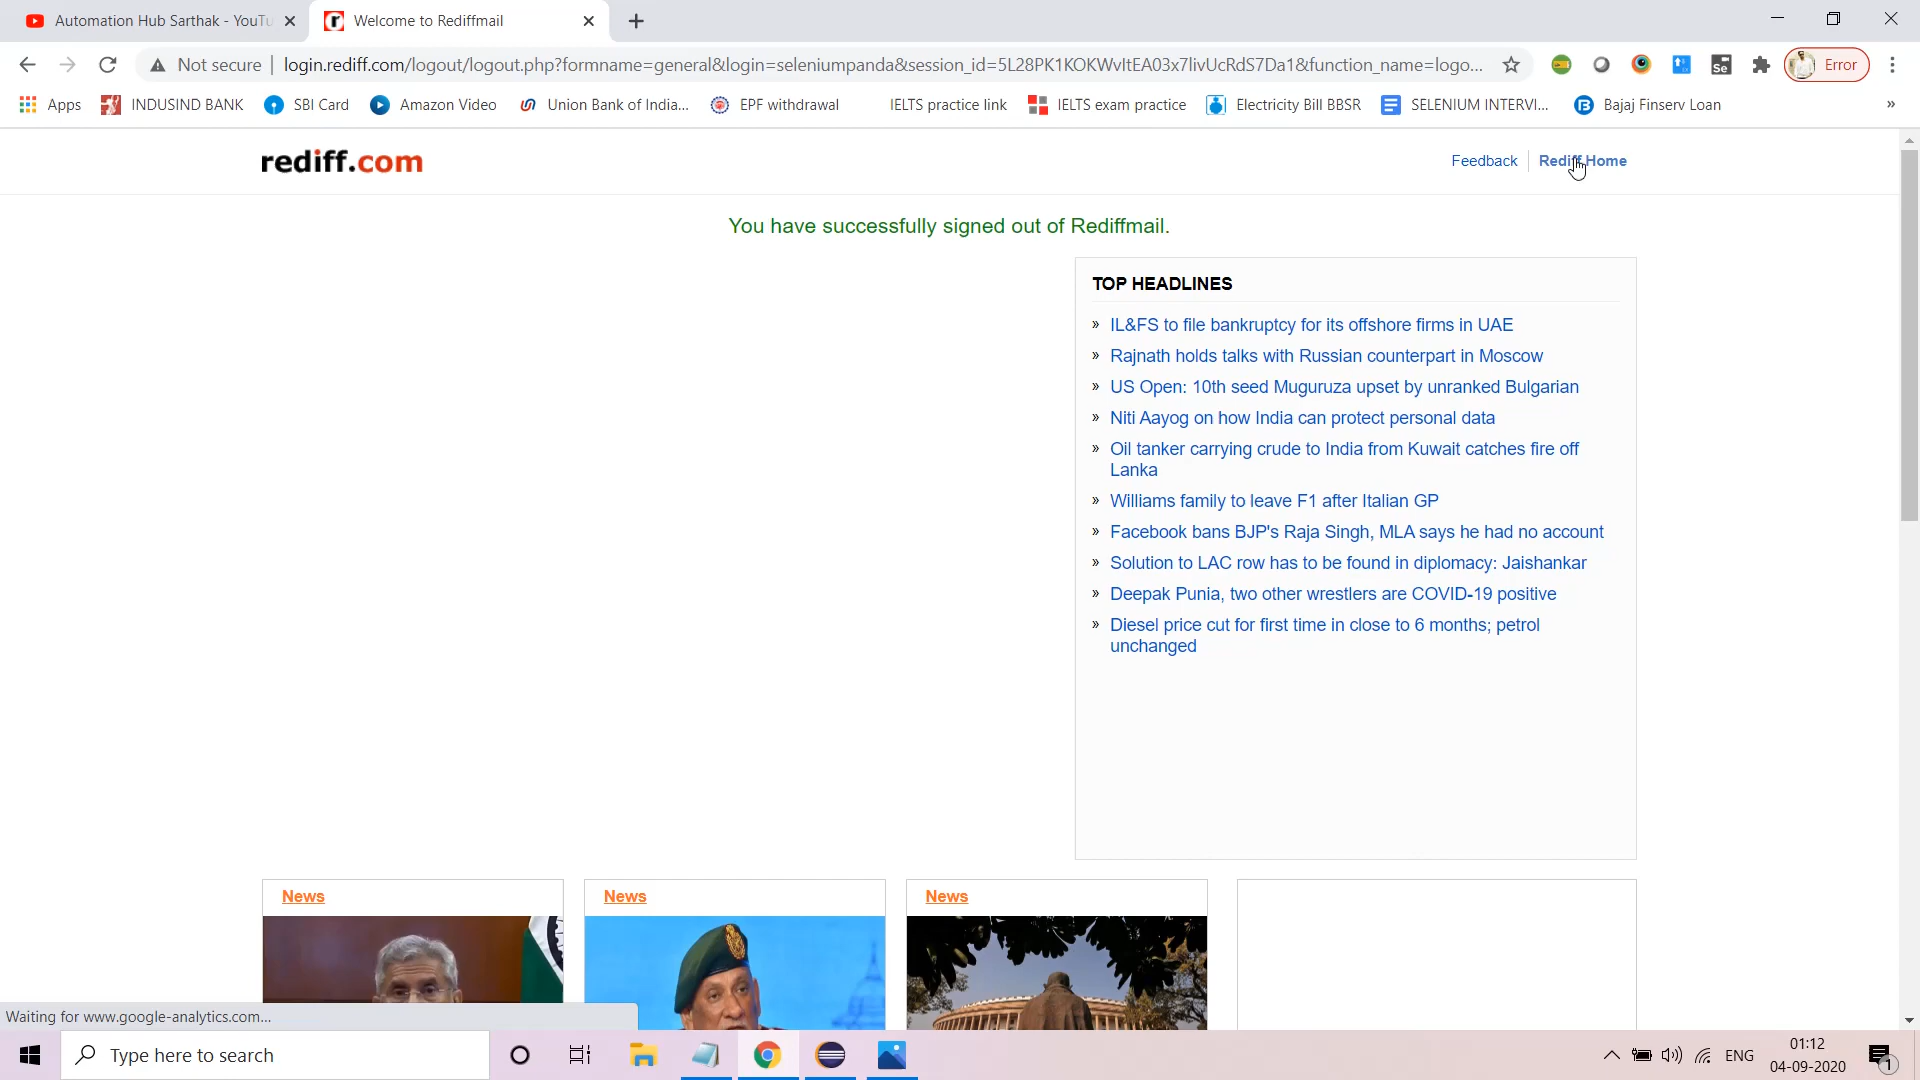 Automation Hub Sarthak - YouTu
Welcome to Rediffmail
Not secure
login.rediff.com/logout/logout.php?formname=general&login=seleniumpanda&session_id=5L28PK1KOKWvItEA03x7IivUcRdS7Da1&function_name=logo...
Error
Apps
INDUSIND BANK
SBI Card
Amazon Video
Union Bank of India...
EPF withdrawal
IELTS practice link
IELTS exam practice
Electricity Bill BBSR
SELENIUM INTERVI...
Bajaj Finserv Loan
»
rediff.com
Feedback
Rediff Home
You have successfully signed out of Rediffmail.
TOP HEADLINES
» IL&FS to file bankruptcy for its offshore firms in UAE
» Rajnath holds talks with Russian counterpart in Moscow
» US Open: 10th seed Muguruza upset by unranked Bulgarian
» Niti Aayog on how India can protect personal data
» Oil tanker carrying crude to India from Kuwait catches fire off
Lanka
» Williams family to leave F1 after Italian GP
» Facebook bans BJP's Raja Singh, MLA says he had no account
» Solution to LAC row has to be found in diplomacy: Jaishankar
» Deepak Punia, two other wrestlers are COVID-19 positive
» Diesel price cut for first time in close to 6 months; petrol
unchanged
News
News
News
Waiting for www.google-analytics.com...
Type here to search
ENG
01:12
04-09-2020
1